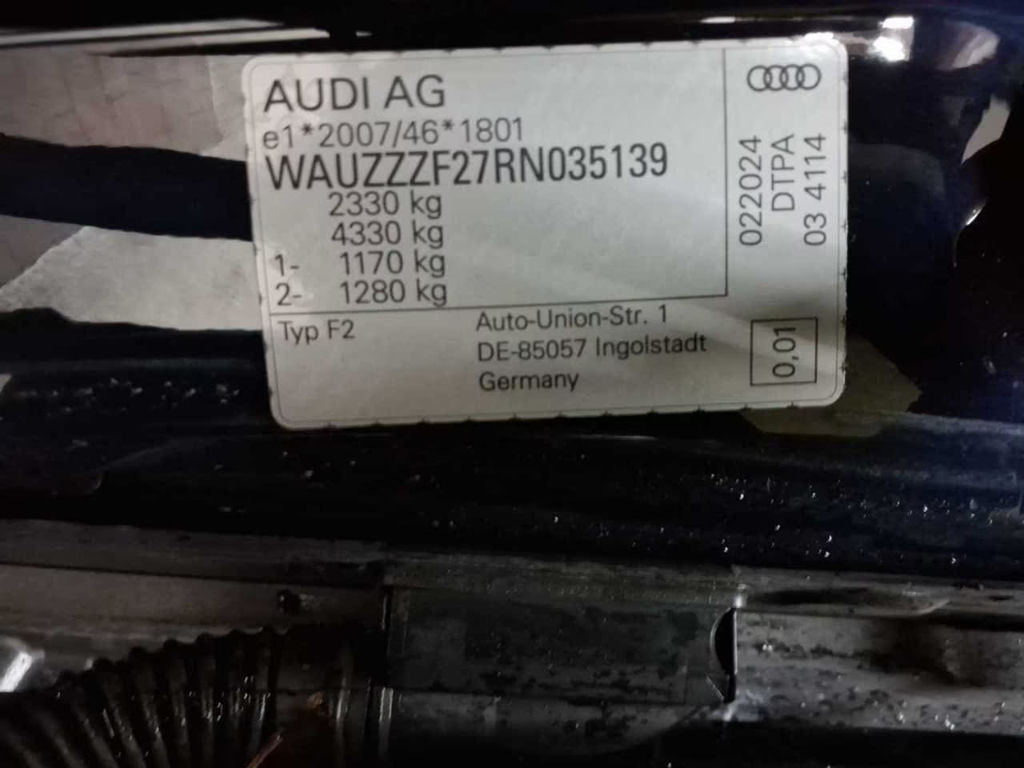 AUDI AG
e1*2007/46*1801
WAUZZZF27RN035139
2330 kg
4330 kg
1- 1170 kg
2- 1280 kg
Typ F2
Auto-Union-Str. 1
DE-85057 Ingolstadt
Germany
022024
DTPA
03 4114
0,01